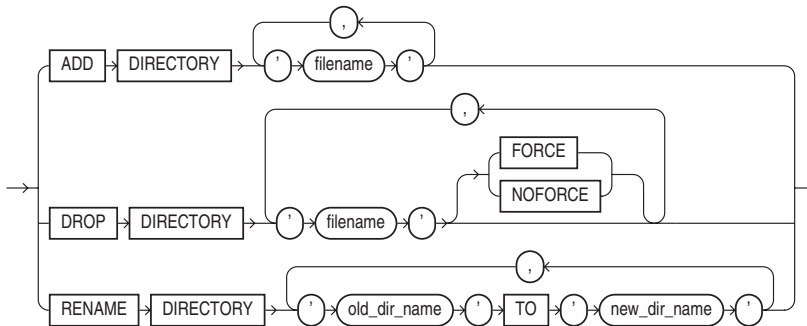 ,
ADD DIRECTORY ' filename '
,
FORCE
NOFORCE
DROP DIRECTORY ' filename '
,
RENAME DIRECTORY ' old_dir_name ' TO ' new_dir_name '